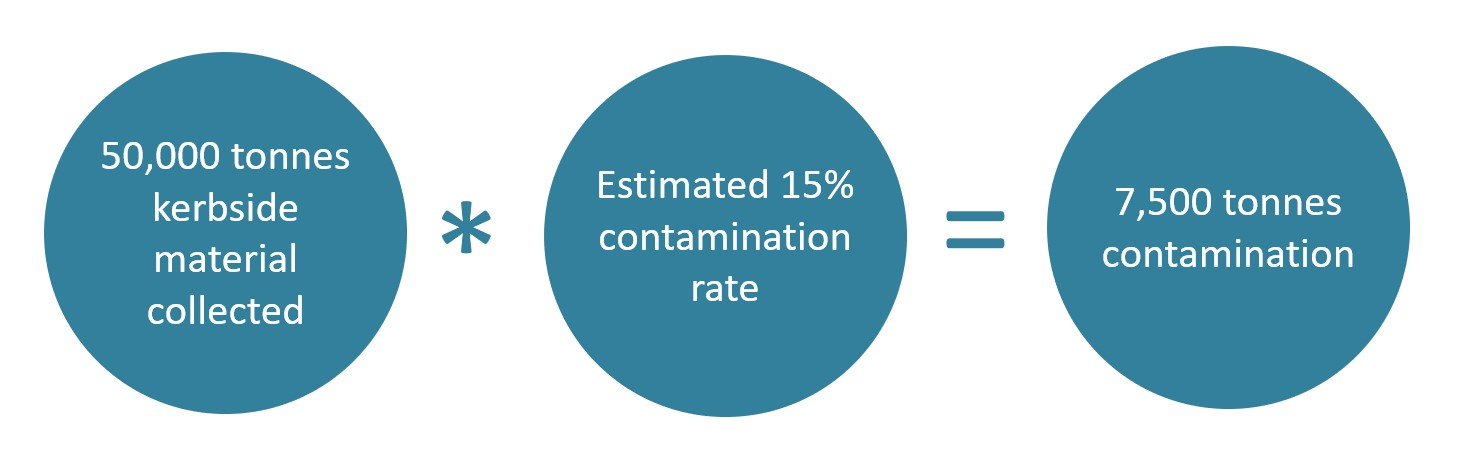 50,000 tonnes
kerbside
material
collected
*
Estimated 15%
contamination
rate
=
7,500 tonnes
contamination